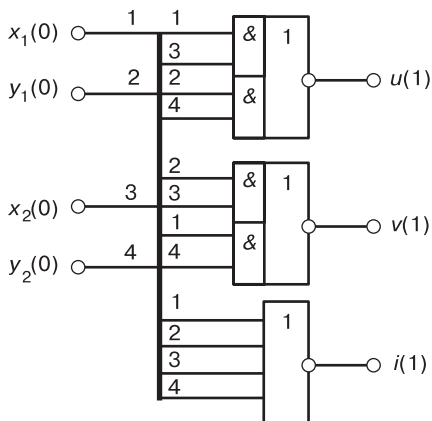 x₁(0) 1 1 & 1
3
y₁(0) 2 2 & u(1)
4
2 & 1
x₂(0) 3 3
1 v(1)
y₂(0) 4 4 &
1 1
2
3 i(1)
4